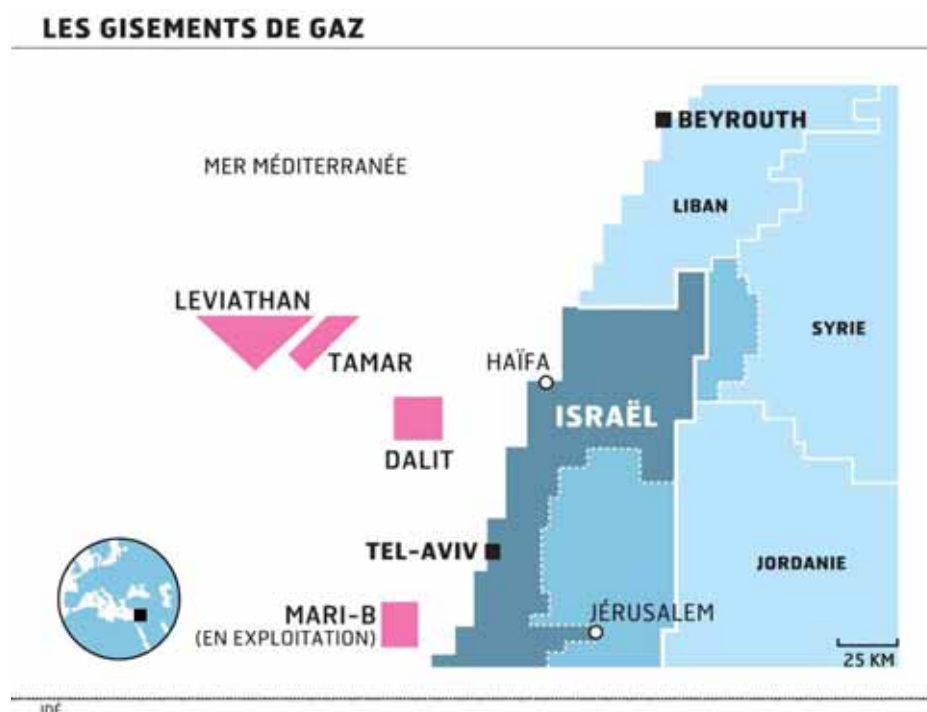 LES GISEMENTS DE GAZ
BEYROUTH
MER MÉDITERRANÉE
LIBAN
LEVIATHAN
TAMAR
SYRIE
HAÏFA
ISRAËL
DALIT
TEL-AVIV
JORDANIE
MARI-B
(EN EXPLOITATION)
JÉRUSALEM
25 KM
IDÉ